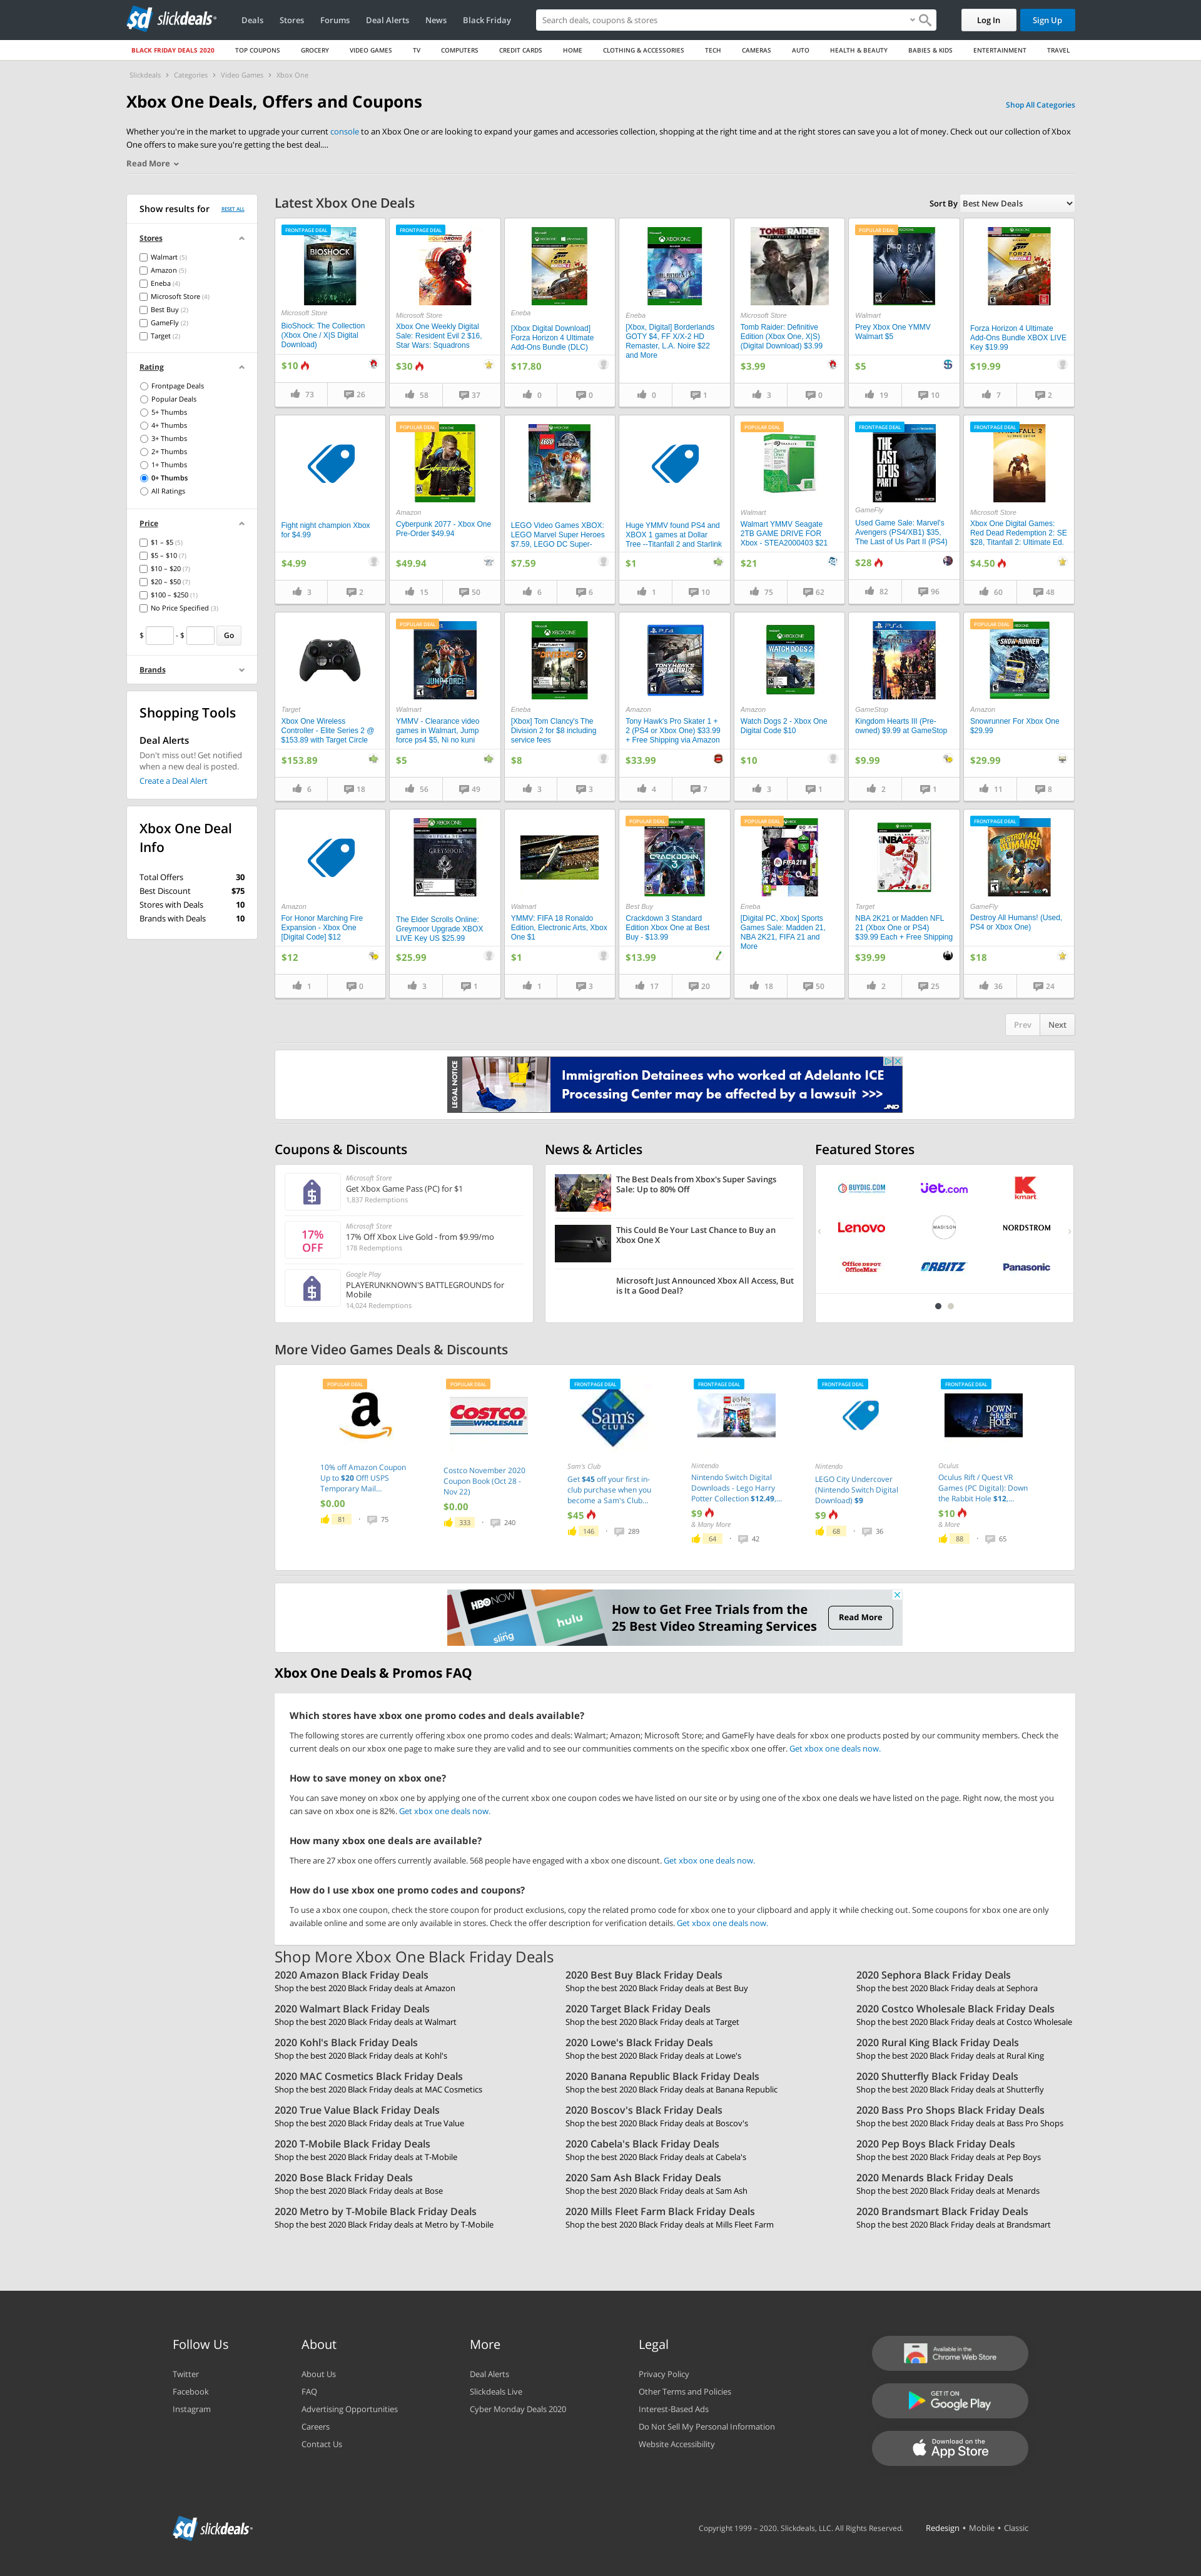 slickdeals
Deals Stores Forums Deal Alerts News Black Friday
Search deals, coupons & stores
Log In Sign Up
BLACK FRIDAY DEALS 2020 TOP COUPONS GROCERY VIDEO GAMES TV COMPUTERS CREDIT CARDS HOME CLOTHING & ACCESSORIES TECH CAMERAS AUTO HEALTH & BEAUTY BABIES & KIDS ENTERTAINMENT TRAVEL
Slickdeals > Categories > Video Games > Xbox One
Xbox One Deals, Offers and Coupons
Shop All Categories
Whether you're in the market to upgrade your current console to an Xbox One or are looking to expand your games and accessories collection, shopping at the right time and at the right stores can save you a lot of money. Check out our collection of Xbox
One offers to make sure you're getting the best deal....
Read More
Show results for RESET ALL
Stores
Walmart (5)
Amazon (5)
Eneba (4)
Microsoft Store (4)
Best Buy (2)
GameFly (2)
Target (2)
Rating
Frontpage Deals
Popular Deals
5+ Thumbs
4+ Thumbs
3+ Thumbs
2+ Thumbs
1+ Thumbs
0+ Thumbs
All Ratings
Price
$1 – $5 (5)
$5 – $10 (7)
$10 – $20 (7)
$20 – $50 (7)
$100 – $250 (1)
No Price Specified (3)
$ - $ Go
Brands
Shopping Tools
Deal Alerts
Don't miss out! Get notified
when a new deal is posted.
Create a Deal Alert
Xbox One Deal
Info
Total Offers 30
Best Discount $75
Stores with Deals 10
Brands with Deals 10
Latest Xbox One Deals
Sort By Best New Deals
FRONTPAGE DEAL
BIOSHOCK
Microsoft Store
BioShock: The Collection
(Xbox One / X|S Digital
Download)
$10
73 26
FRONTPAGE DEAL
SQUADRONS
Microsoft Store
Xbox One Weekly Digital
Sale: Resident Evil 2 $16,
Star Wars: Squadrons
$30
58 37
FORZA
Eneba
[Xbox Digital Download]
Forza Horizon 4 Ultimate
Add-Ons Bundle (DLC)
$17.80
0 0
XBOX ONE
Eneba
[Xbox, Digital] Borderlands
GOTY $4, FF X/X-2 HD
Remaster, L.A. Noire $22
and More
0 1
TOMB RAIDER
Microsoft Store
Tomb Raider: Definitive
Edition (Xbox One, X|S)
(Digital Download) $3.99
$3.99
3 0
POPULAR DEAL
PREY
Walmart
Prey Xbox One YMMV
Walmart $5
$5
19 10
XBOX ONE
FORZA
Forza Horizon 4 Ultimate
Add-Ons Bundle XBOX LIVE
Key $19.99
$19.99
7 2
Fight night champion Xbox
for $4.99
$4.99
3 2
POPULAR DEAL
Cyberpunk
Amazon
Cyberpunk 2077 - Xbox One
Pre-Order $49.94
$49.94
15 50
XBOX ONE
LEGO
LEGO Video Games XBOX:
LEGO Marvel Super Heroes
$7.59, LEGO DC Super-
$7.59
6 6
Huge YMMV found PS4 and
XBOX 1 games at Dollar
Tree --Titanfall 2 and Starlink
$1
1 10
POPULAR DEAL
Walmart
Walmart YMMV Seagate
2TB GAME DRIVE FOR
Xbox - STEA2000403 $21
$21
75 62
FRONTPAGE DEAL
THE LAST OF US PART II
GameFly
Used Game Sale: Marvel's
Avengers (PS4/XB1) $35,
The Last of Us Part II (PS4)
$28
82 96
FRONTPAGE DEAL
Microsoft Store
Xbox One Digital Games:
Red Dead Redemption 2: SE
$28, Titanfall 2: Ultimate Ed.
$4.50
60 48
Target
Xbox One Wireless
Controller - Elite Series 2 @
$153.89 with Target Circle
$153.89
6 18
POPULAR DEAL
JUMP FORCE
Walmart
YMMV - Clearance video
games in Walmart, Jump
force ps4 $5, Ni no kuni
$5
56 49
XBOX ONE
THE DIVISION 2
Eneba
[Xbox] Tom Clancy's The
Division 2 for $8 including
service fees
$8
3 3
PS4
TONY HAWK'S PRO SKATER 1+2
Amazon
Tony Hawk's Pro Skater 1 +
2 (PS4 or Xbox One) $33.99
+ Free Shipping via Amazon
$33.99
4 7
WATCH DOGS 2
Amazon
Watch Dogs 2 - Xbox One
Digital Code $10
$10
3 1
PS4
GameStop
Kingdom Hearts III (Pre-
owned) $9.99 at GameStop
$9.99
2 1
POPULAR DEAL
SNOWRUNNER
Amazon
Snowrunner For Xbox One
$29.99
$29.99
11 8
Amazon
For Honor Marching Fire
Expansion - Xbox One
[Digital Code] $12
$12
1 0
XBOX ONE
GREYMOOR
The Elder Scrolls Online:
Greymoor Upgrade XBOX
LIVE Key US $25.99
$25.99
3 1
Walmart
YMMV: FIFA 18 Ronaldo
Edition, Electronic Arts, Xbox
One $1
$1
1 3
POPULAR DEAL
CRACKDOWN 3
Best Buy
Crackdown 3 Standard
Edition Xbox One at Best
Buy - $13.99
$13.99
17 20
POPULAR DEAL
FIFA 21
Eneba
[Digital PC, Xbox] Sports
Games Sale: Madden 21,
NBA 2K21, FIFA 21 and
More
18 50
XBOX ONE
NBA 2K21
Target
NBA 2K21 or Madden NFL
21 (Xbox One or PS4)
$39.99 Each + Free Shipping
$39.99
2 25
FRONTPAGE DEAL
DESTROY ALL HUMANS!
GameFly
Destroy All Humans! (Used,
PS4 or Xbox One)
$18
36 24
Prev Next
LEGAL NOTICE
Immigration Detainees who worked at Adelanto ICE
Processing Center may be affected by a lawsuit >>>
JND
Coupons & Discounts
Microsoft Store
Get Xbox Game Pass (PC) for $1
1,837 Redemptions
17%
OFF
Microsoft Store
17% Off Xbox Live Gold - from $9.99/mo
178 Redemptions
Google Play
PLAYERUNKNOWN'S BATTLEGROUNDS for
Mobile
14,024 Redemptions
News & Articles
The Best Deals from Xbox's Super Savings
Sale: Up to 80% Off
This Could Be Your Last Chance to Buy an
Xbox One X
Microsoft Just Announced Xbox All Access, But
is It a Good Deal?
Featured Stores
BUYDIG.COM jet.com kmart
Lenovo MADISON NORDSTROM
Office DEPOT OfficeMax ORBITZ Panasonic
More Video Games Deals & Discounts
POPULAR DEAL
10% off Amazon Coupon
Up to $20 Off! USPS
Temporary Mail...
$0.00
81 · 75
POPULAR DEAL
COSTCO WHOLESALE
Costco November 2020
Coupon Book (Oct 28 -
Nov 22)
$0.00
333 · 240
FRONTPAGE DEAL
Sam's CLUB
Sam's Club
Get $45 off your first in-
club purchase when you
become a Sam's Club...
$45
146 · 289
FRONTPAGE DEAL
Nintendo
Nintendo Switch Digital
Downloads - Lego Harry
Potter Collection $12.49,...
$9
& Many More
64 · 42
FRONTPAGE DEAL
Nintendo
LEGO City Undercover
(Nintendo Switch Digital
Download) $9
$9
68 · 36
FRONTPAGE DEAL
DOWN THE RABBIT HOLE
Oculus
Oculus Rift / Quest VR
Games (PC Digital): Down
the Rabbit Hole $12,...
$10
& More
88 · 65
HBO NOW
sling
hulu
How to Get Free Trials from the
25 Best Video Streaming Services
Read More
Xbox One Deals & Promos FAQ
Which stores have xbox one promo codes and deals available?
The following stores are currently offering xbox one promo codes and deals: Walmart; Amazon; Microsoft Store; and GameFly have deals for xbox one products posted by our community members. Check the
current deals on our xbox one page to make sure they are valid and to see our communities comments on the specific xbox one offer. Get xbox one deals now.
How to save money on xbox one?
You can save money on xbox one by applying one of the current xbox one coupon codes we have listed on our site or by using one of the xbox one deals we have listed on the page. Right now, the most you
can save on xbox one is 82%. Get xbox one deals now.
How many xbox one deals are available?
There are 27 xbox one offers currently available. 568 people have engaged with a xbox one discount. Get xbox one deals now.
How do I use xbox one promo codes and coupons?
To use a xbox one coupon, check the store coupon for product exclusions, copy the related promo code for xbox one to your clipboard and apply it while checking out. Some coupons for xbox one are only
available online and some are only available in stores. Check the offer description for verification details. Get xbox one deals now.
Shop More Xbox One Black Friday Deals
2020 Amazon Black Friday Deals
Shop the best 2020 Black Friday deals at Amazon
2020 Best Buy Black Friday Deals
Shop the best 2020 Black Friday deals at Best Buy
2020 Sephora Black Friday Deals
Shop the best 2020 Black Friday deals at Sephora
2020 Walmart Black Friday Deals
Shop the best 2020 Black Friday deals at Walmart
2020 Target Black Friday Deals
Shop the best 2020 Black Friday deals at Target
2020 Costco Wholesale Black Friday Deals
Shop the best 2020 Black Friday deals at Costco Wholesale
2020 Kohl's Black Friday Deals
Shop the best 2020 Black Friday deals at Kohl's
2020 Lowe's Black Friday Deals
Shop the best 2020 Black Friday deals at Lowe's
2020 Rural King Black Friday Deals
Shop the best 2020 Black Friday deals at Rural King
2020 MAC Cosmetics Black Friday Deals
Shop the best 2020 Black Friday deals at MAC Cosmetics
2020 Banana Republic Black Friday Deals
Shop the best 2020 Black Friday deals at Banana Republic
2020 Shutterfly Black Friday Deals
Shop the best 2020 Black Friday deals at Shutterfly
2020 True Value Black Friday Deals
Shop the best 2020 Black Friday deals at True Value
2020 Boscov's Black Friday Deals
Shop the best 2020 Black Friday deals at Boscov's
2020 Bass Pro Shops Black Friday Deals
Shop the best 2020 Black Friday deals at Bass Pro Shops
2020 T-Mobile Black Friday Deals
Shop the best 2020 Black Friday deals at T-Mobile
2020 Cabela's Black Friday Deals
Shop the best 2020 Black Friday deals at Cabela's
2020 Pep Boys Black Friday Deals
Shop the best 2020 Black Friday deals at Pep Boys
2020 Bose Black Friday Deals
Shop the best 2020 Black Friday deals at Bose
2020 Sam Ash Black Friday Deals
Shop the best 2020 Black Friday deals at Sam Ash
2020 Menards Black Friday Deals
Shop the best 2020 Black Friday deals at Menards
2020 Metro by T-Mobile Black Friday Deals
Shop the best 2020 Black Friday deals at Metro by T-Mobile
2020 Mills Fleet Farm Black Friday Deals
Shop the best 2020 Black Friday deals at Mills Fleet Farm
2020 Brandsmart Black Friday Deals
Shop the best 2020 Black Friday deals at Brandsmart
Follow Us
Twitter
Facebook
Instagram
About
About Us
FAQ
Advertising Opportunities
Careers
Contact Us
More
Deal Alerts
Slickdeals Live
Cyber Monday Deals 2020
Legal
Privacy Policy
Other Terms and Policies
Interest-Based Ads
Do Not Sell My Personal Information
Website Accessibility
Available in the
Chrome Web Store
GET IT ON
Google Play
Download on the
App Store
slickdeals
Copyright 1999 – 2020. Slickdeals, LLC. All Rights Reserved.
Redesign • Mobile • Classic